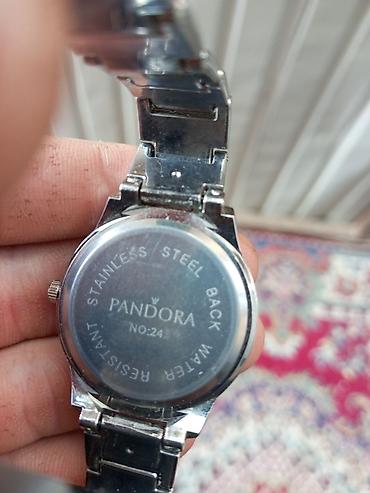 STAINLESS STEEL BACK WATER RESISTANT
PANDORA
NO:24